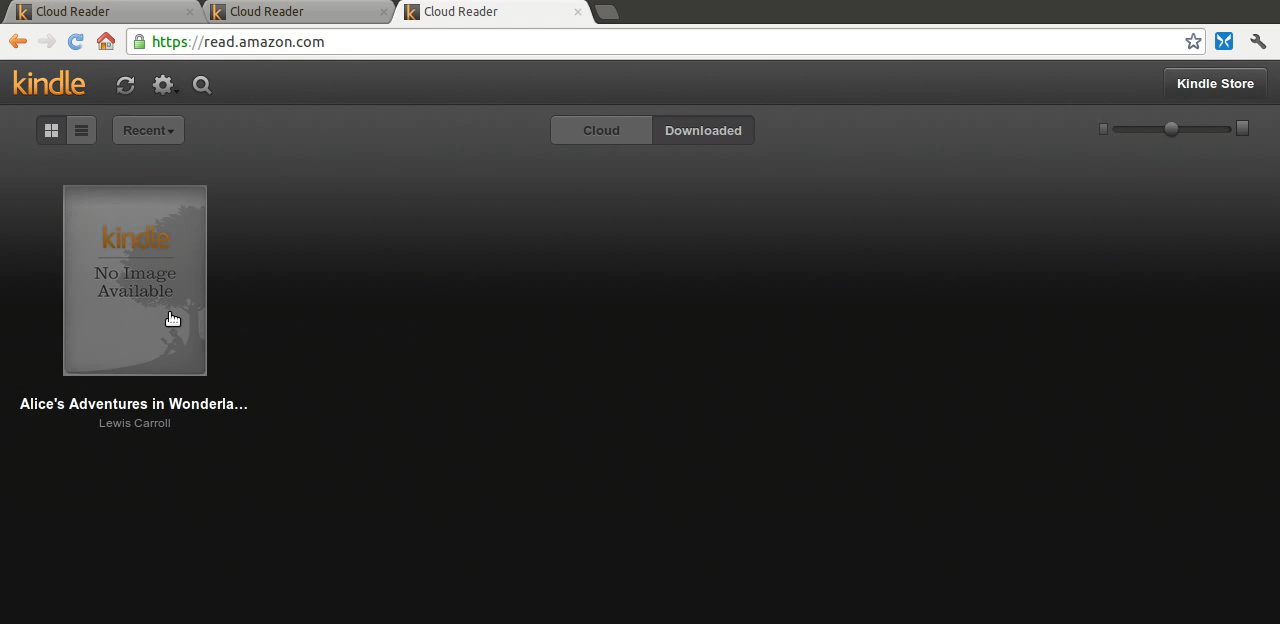 Cloud Reader
Cloud Reader
Cloud Reader
https://read.amazon.com
kindle
Kindle Store
Recent
Cloud
Downloaded
kindle
No Image
Available
Alice's Adventures in Wonderla...
Lewis Carroll